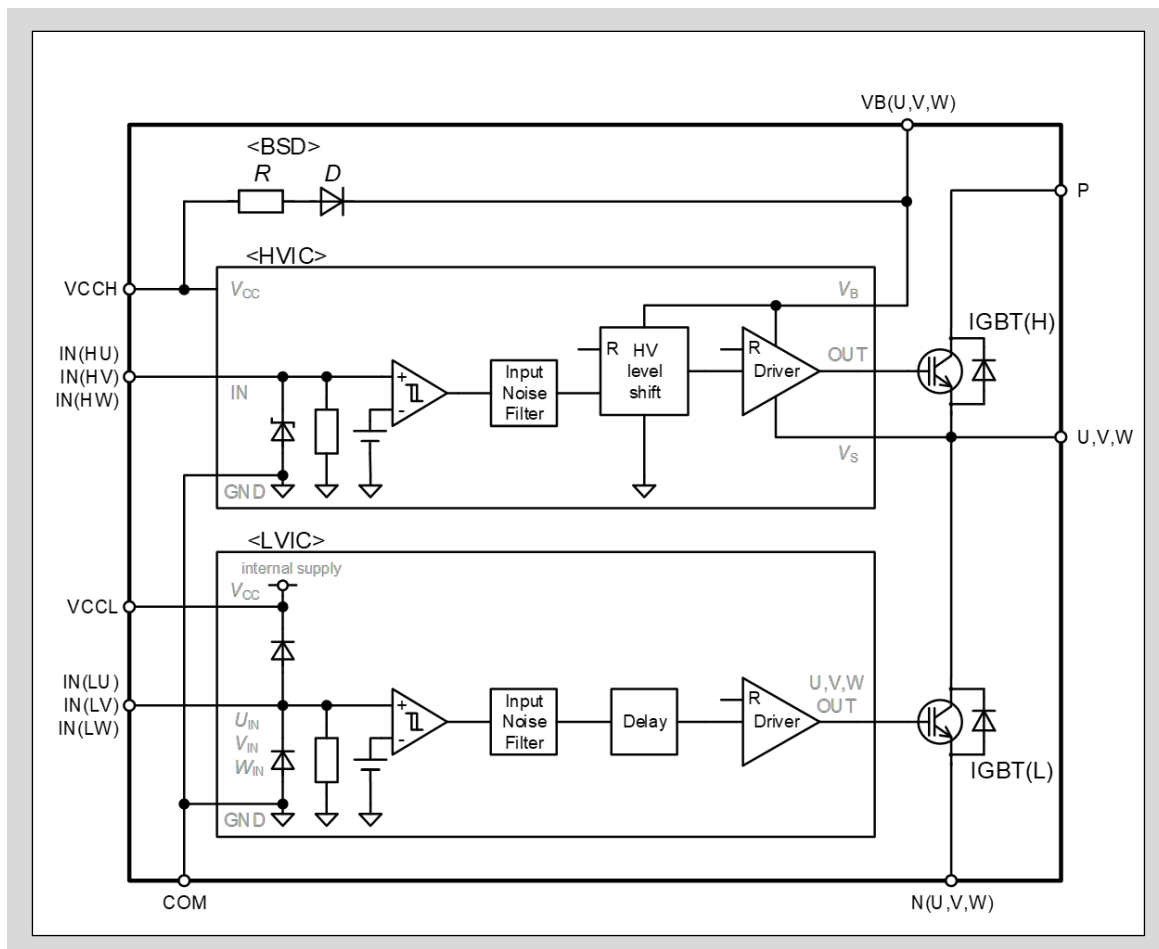 VB(U,V,W)
<BSD>
R D
P
<HVIC>
VCCH
VCC
VB
IGBT(H)
IN(HU)
IN(HV)
IN(HW)
IN
+
-
Input
Noise
Filter
R HV
level
shift
R
Driver
OUT
U,V,W
VS
GND
<LVIC>
internal supply
VCC
VCCL
IN(LU)
IN(LV)
IN(LW)
UIN
VIN
WIN
+
-
Input
Noise
Filter
Delay
R
Driver
U,V,W
OUT
IGBT(L)
GND
COM
N(U,V,W)